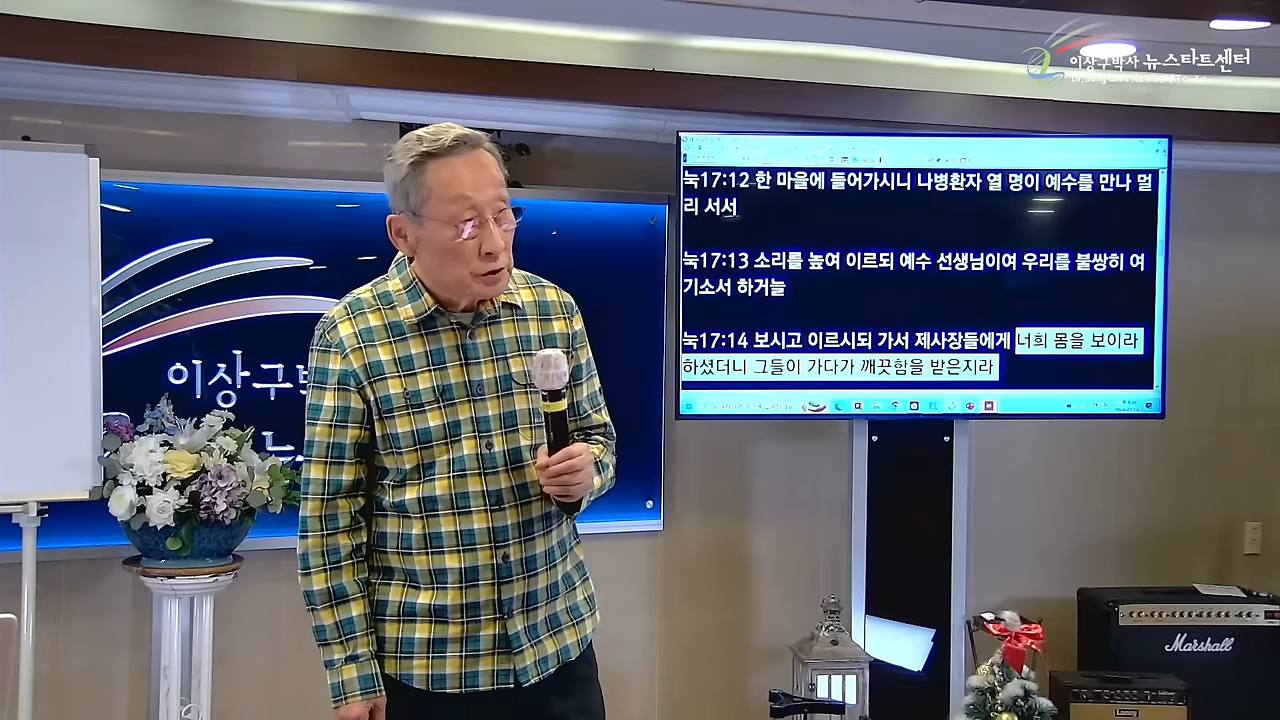 이상구박사 뉴스타트센터
눅17:12 한 마을에 들어가시니 나병환자 열 명이 예수를 만나 멀
리 서서
눅17:13 소리를 높여 이르되 예수 선생님이여 우리를 불쌍히 여
기소서 하거늘
눅17:14 보시고 이르시되 가서 제사장들에게 너희 몸을 보이라
하셨더니 그들이 가다가 깨끗함을 받은지라
이상구
Marshall
Laney